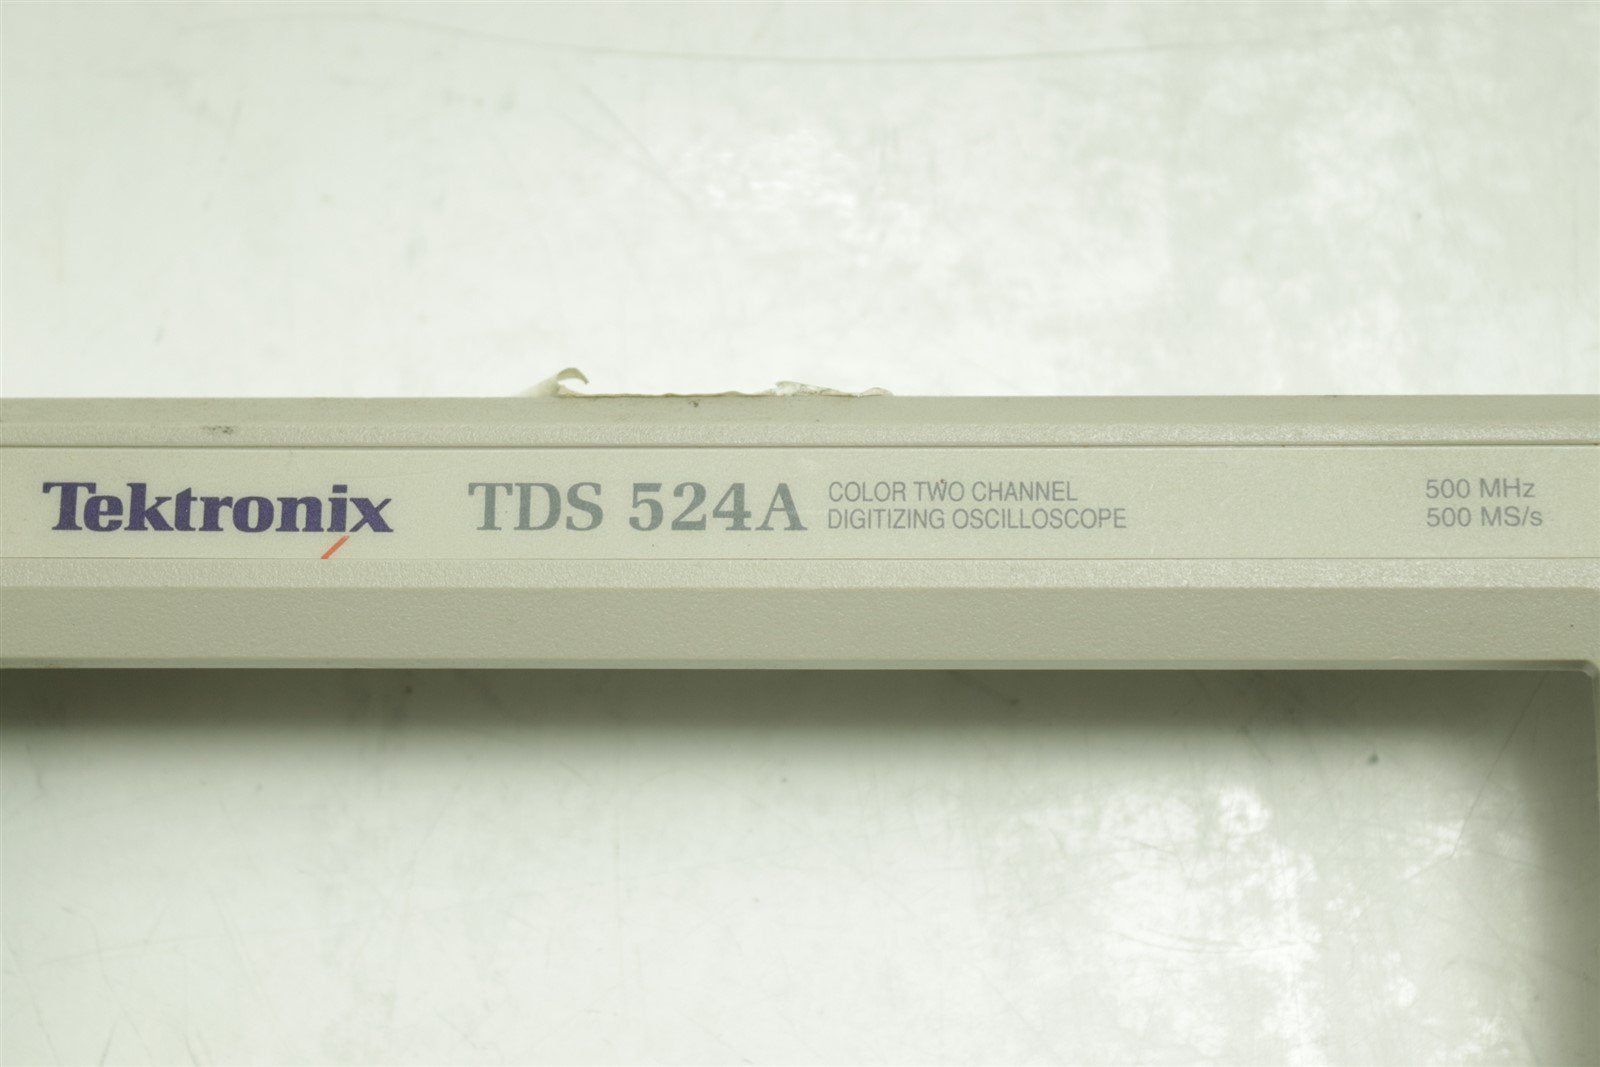 Tektronix TDS 524A COLOR TWO CHANNEL
DIGITIZING OSCILLOSCOPE
500 MHz
500 MS/s